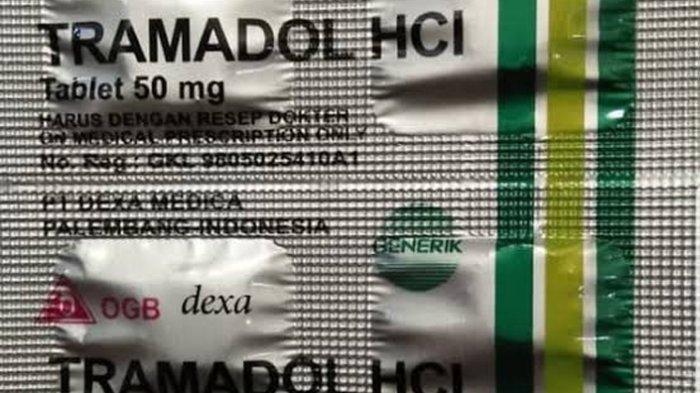 TRAMADOL HCl
Tablet 50 mg
HARUS DENGAN RESEP DOKTER
ON MEDICAL PRESCRIPTION ONLY
No. Reg : GKL 9805025410A1
PT DEXA MEDICA
PALEMBANG-INDONESIA
GENERIK
OGB dexa
TRAMADOL HCl